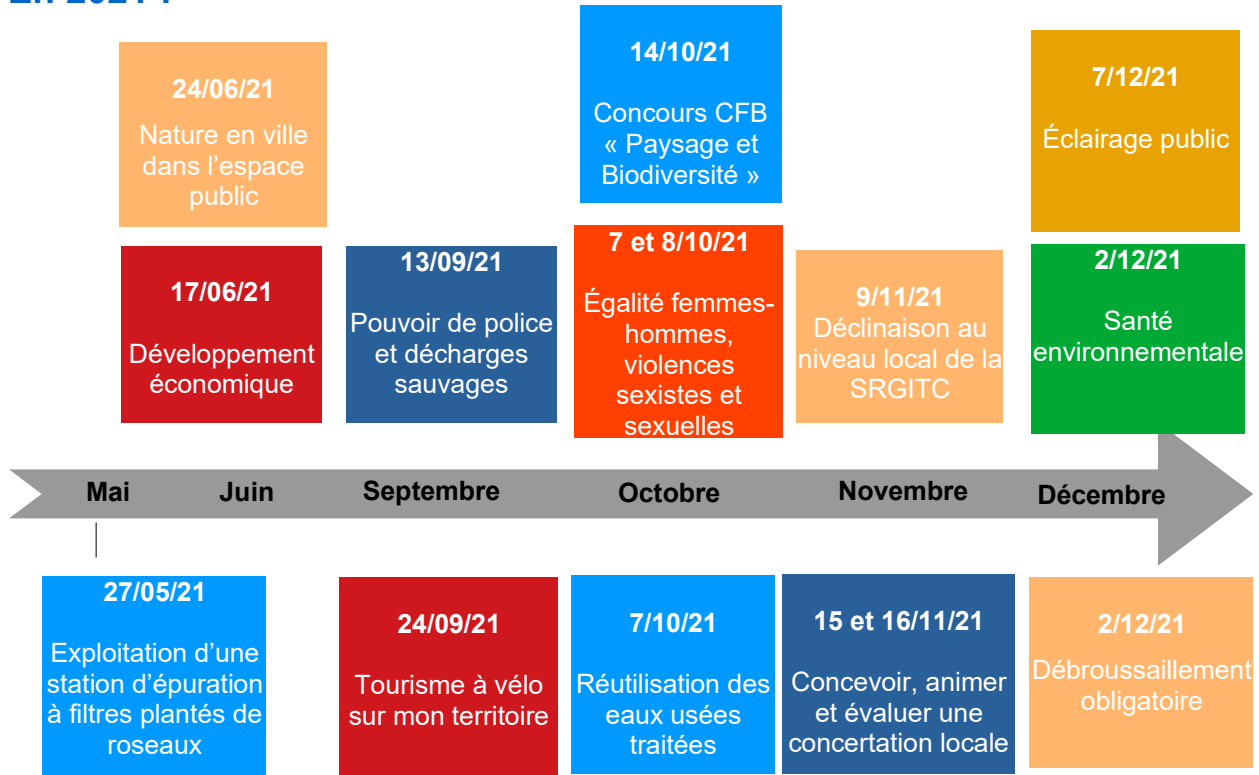 En 2021 :
24/06/21
Nature en ville
dans l’espace
public
14/10/21
Concours CFB
« Paysage et
Biodiversité »
7/12/21
Éclairage public
17/06/21
Développement
économique
13/09/21
Pouvoir de police
et décharges
sauvages
7 et 8/10/21
Égalité femmes-
hommes,
violences
sexistes et
sexuelles
9/11/21
Déclinaison au
niveau local de la
SRGITC
2/12/21
Santé
environnementale
Mai Juin Septembre Octobre Novembre Décembre
27/05/21
Exploitation d’une
station d’épuration
à filtres plantés de
roseaux
24/09/21
Tourisme à vélo
sur mon territoire
7/10/21
Réutilisation des
eaux usées
traitées
15 et 16/11/21
Concevoir, animer
et évaluer une
concertation locale
2/12/21
Débroussaillement
obligatoire